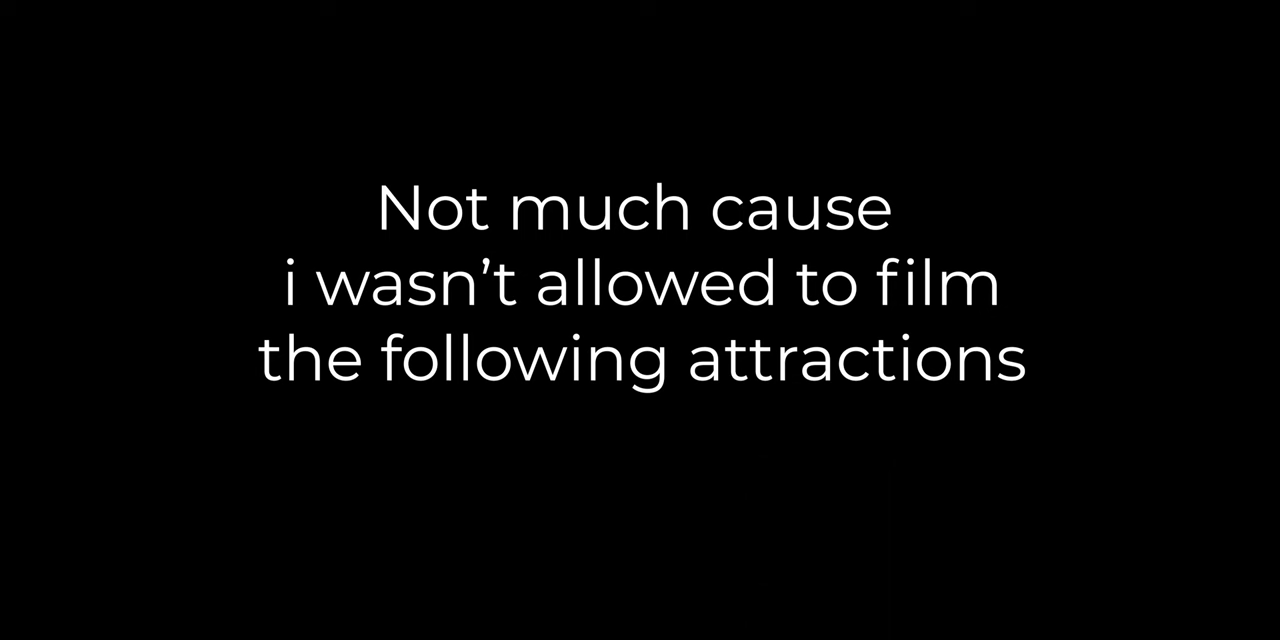 Not much cause
i wasn’t allowed to film
the following attractions